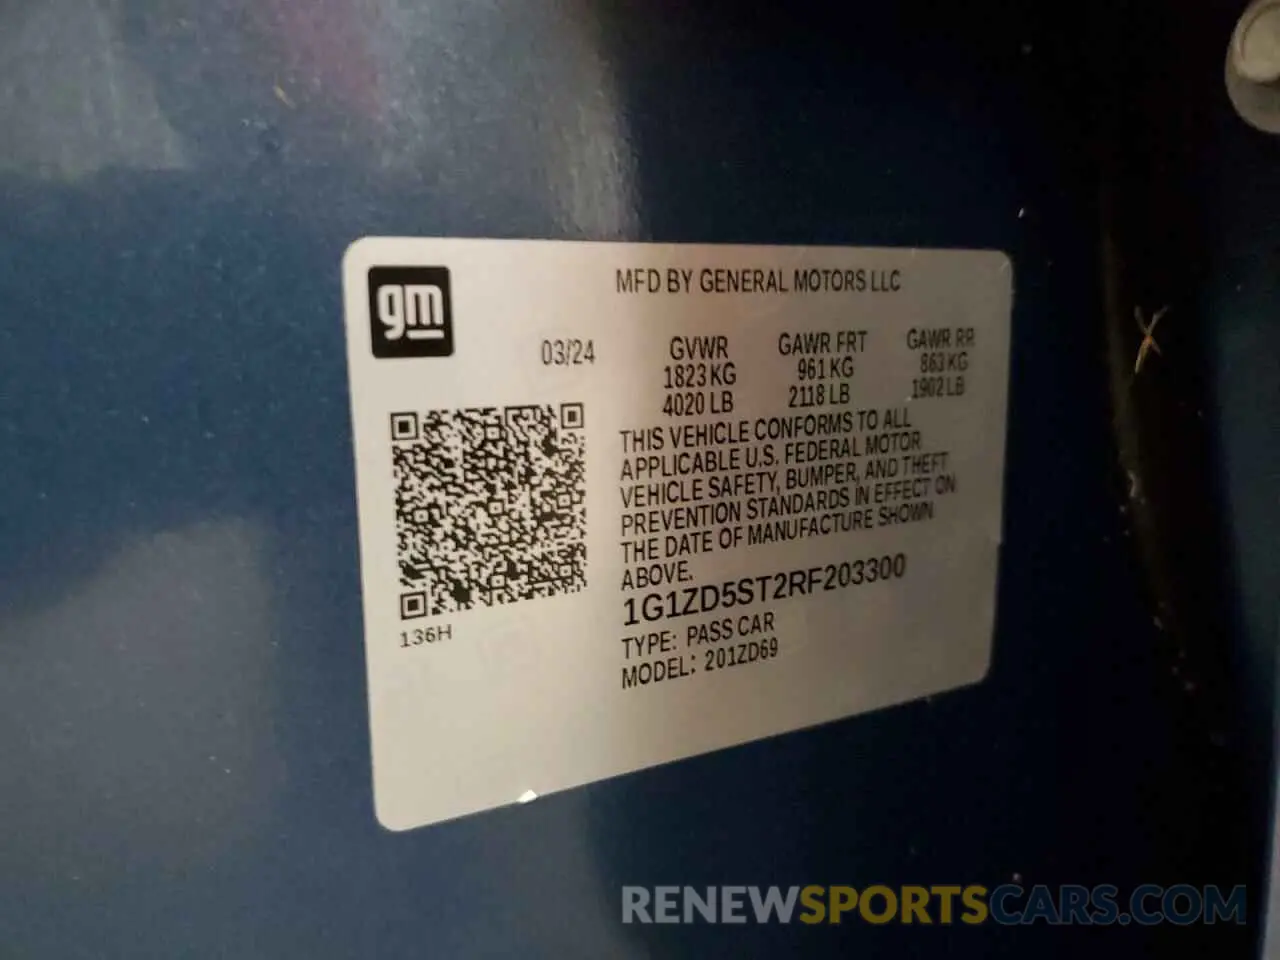 gm
MFD BY GENERAL MOTORS LLC
03/24
GVWR
1823 KG
4020 LB
GAWR FRT
961 KG
2118 LB
GAWR RR
863 KG
1902 LB
THIS VEHICLE CONFORMS TO ALL
APPLICABLE U.S. FEDERAL MOTOR
VEHICLE SAFETY, BUMPER, AND THEFT
PREVENTION STANDARDS IN EFFECT ON
THE DATE OF MANUFACTURE SHOWN
ABOVE.
1G1ZD5ST2RF203300
TYPE: PASS CAR
MODEL: 201ZD69
136H
RENEWSPORTSCARS.COM